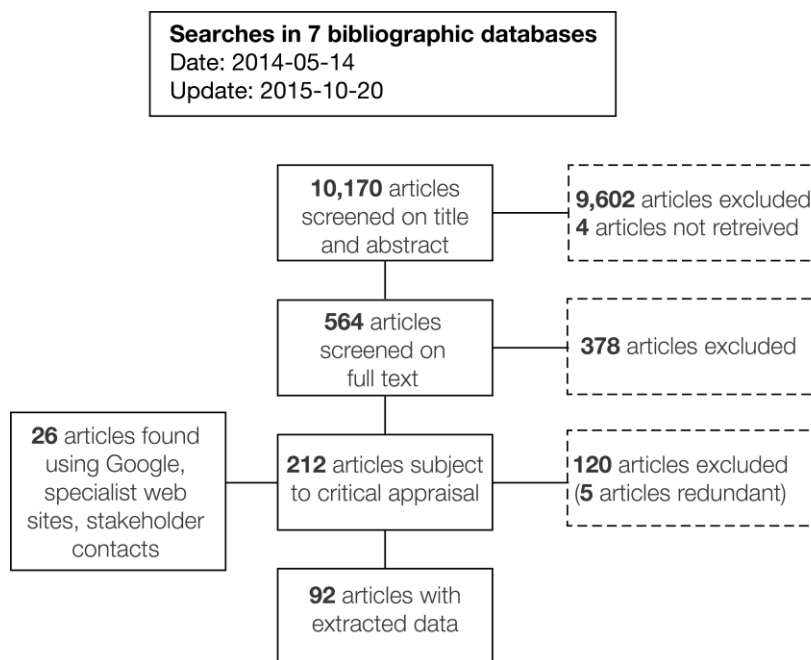 Searches in 7 bibliographic databases
Date: 2014-05-14
Update: 2015-10-20
10,170 articles
screened on title
and abstract
9,602 articles excluded
4 articles not retreived
564 articles
screened on
full text
378 articles excluded
26 articles found
using Google,
specialist web
sites, stakeholder
contacts
212 articles subject
to critical appraisal
120 articles excluded
(5 articles redundant)
92 articles with
extracted data